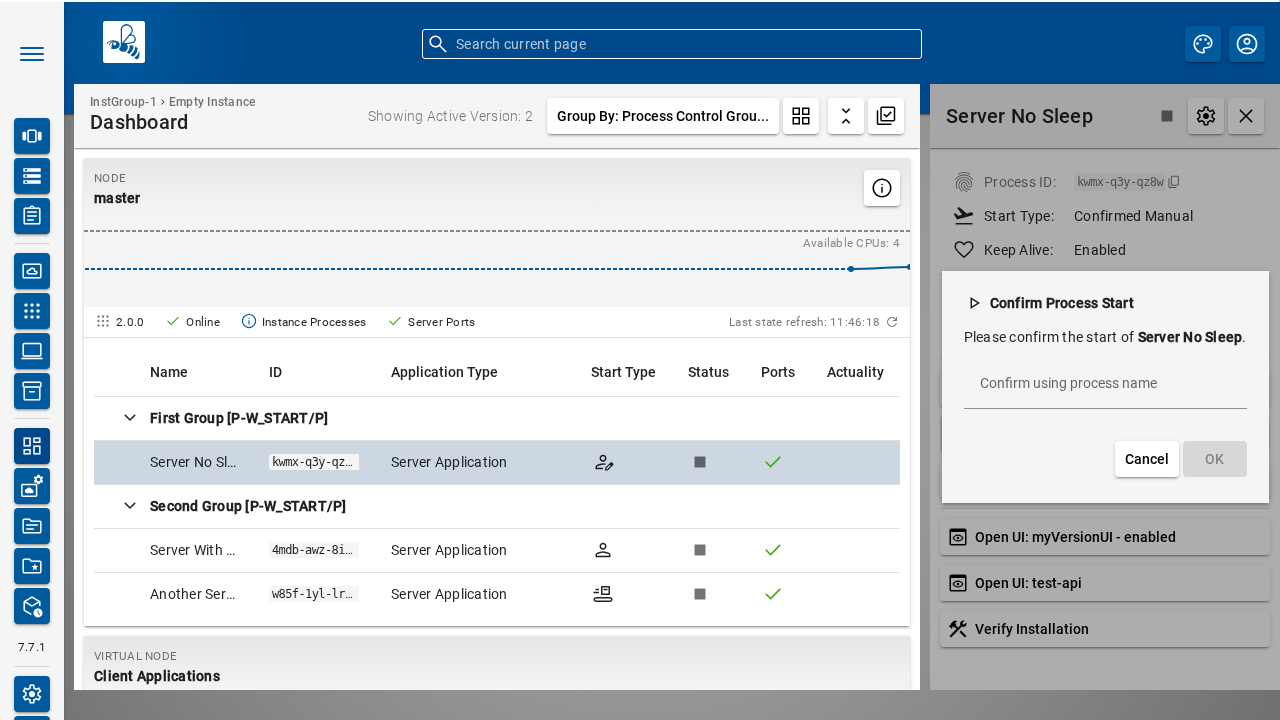 Search current page
InstGroup-1 › Empty Instance
Dashboard
Showing Active Version: 2
Group By: Process Control Grou...
NODE
master
Available CPUs: 4
2.0.0
Online
Instance Processes
Server Ports
Last state refresh: 11:46:18
Name ID Application Type Start Type Status Ports Actuality
First Group [P-W_START/P]
Server No Sl... kwmx-q3y-qz... Server Application
Second Group [P-W_START/P]
Server With ... 4mdb-awz-8i... Server Application
Another Ser... w85f-1yl-lr... Server Application
VIRTUAL NODE
Client Applications
7.7.1
Server No Sleep
Process ID: kwmx-q3y-qz8w
Start Type: Confirmed Manual
Keep Alive: Enabled
Confirm Process Start
Please confirm the start of Server No Sleep.
Confirm using process name
Cancel
OK
Open UI: myVersionUI - enabled
Open UI: test-api
Verify Installation